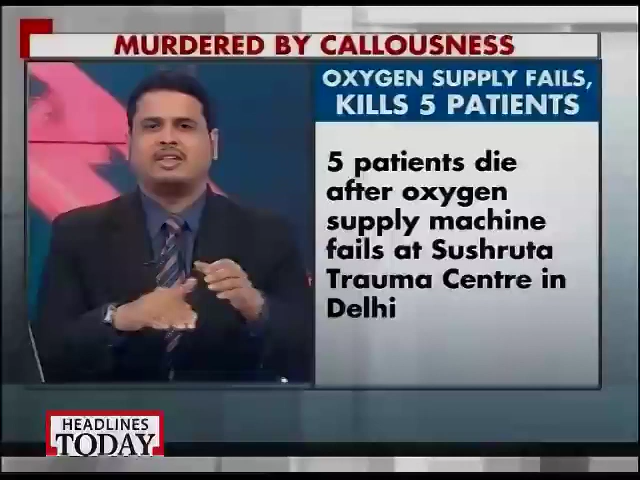 MURDERED BY CALLOUSNESS
OXYGEN SUPPLY FAILS,
KILLS 5 PATIENTS
5 patients die
after oxygen
supply machine
fails at Sushruta
Trauma Centre in
Delhi
HEADLINES
TODAY